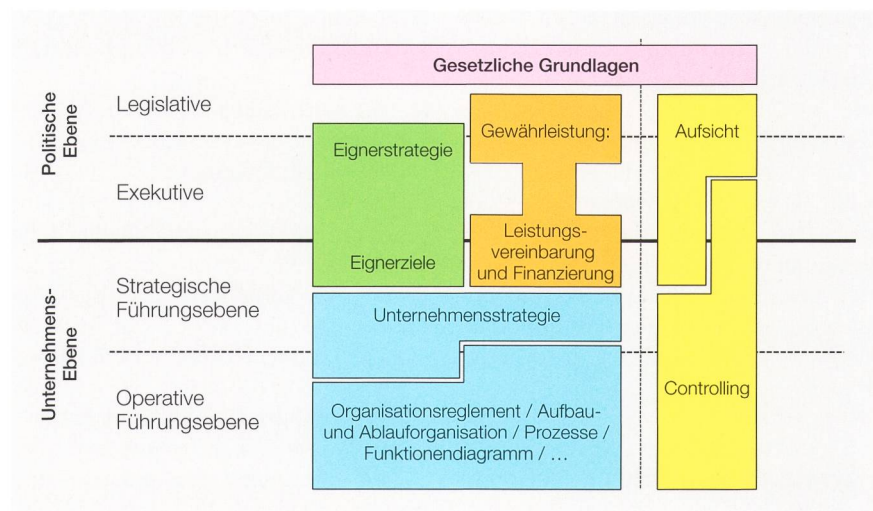 Gesetzliche Grundlagen
Politische
Ebene
Legislative
Exekutive
Eignerstrategie
Eignerziele
Gewährleistung:
Leistungs-
vereinbarung
und Finanzierung
Aufsicht
Unternehmens-
Ebene
Strategische
Führungsebene
Operative
Führungsebene
Unternehmensstrategie
Organisationsreglement / Aufbau-
und Ablauforganisation / Prozesse /
Funktionendiagramm / ...
Controlling